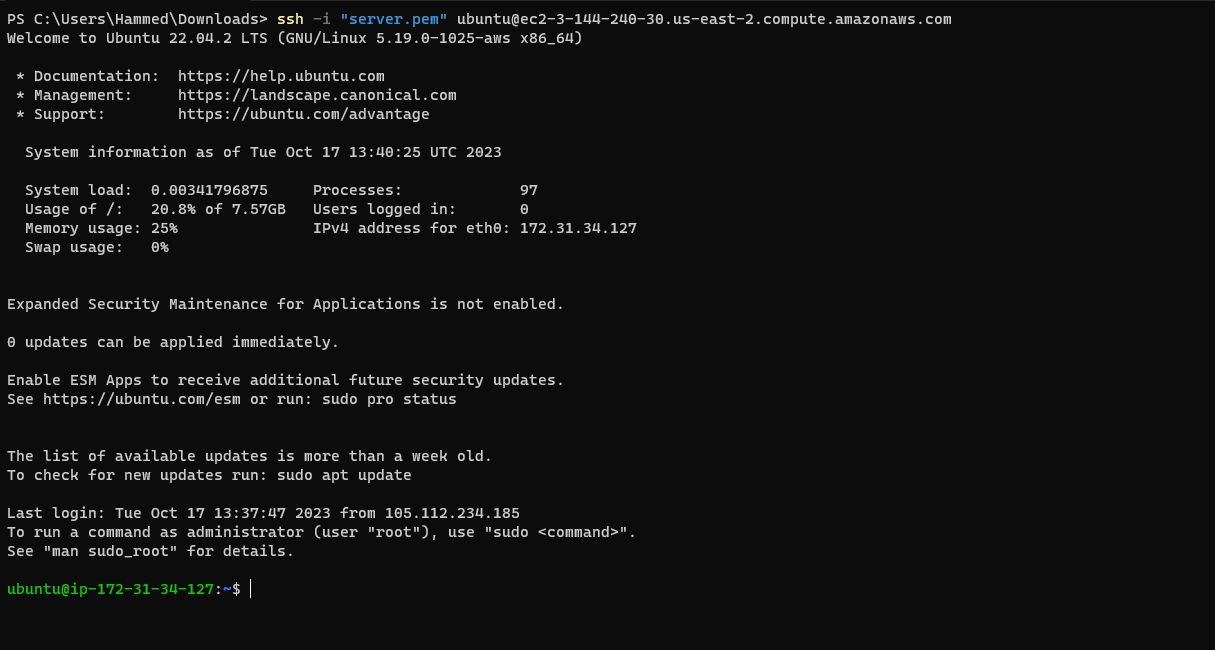 PS C:\Users\Hammed\Downloads> ssh -i "server.pem" ubuntu@ec2-3-144-240-30.us-east-2.compute.amazonaws.com
Welcome to Ubuntu 22.04.2 LTS (GNU/Linux 5.19.0-1025-aws x86_64)
* Documentation:  https://help.ubuntu.com
* Management:     https://landscape.canonical.com
* Support:        https://ubuntu.com/advantage
System information as of Tue Oct 17 13:40:25 UTC 2023
System load:  0.00341796875     Processes:             97
Usage of /:   20.8% of 7.57GB   Users logged in:       0
Memory usage: 25%               IPv4 address for eth0: 172.31.34.127
Swap usage:   0%
Expanded Security Maintenance for Applications is not enabled.
0 updates can be applied immediately.
Enable ESM Apps to receive additional future security updates.
See https://ubuntu.com/esm or run: sudo pro status
The list of available updates is more than a week old.
To check for new updates run: sudo apt update
Last login: Tue Oct 17 13:37:47 2023 from 105.112.234.185
To run a command as administrator (user "root"), use "sudo <command>".
See "man sudo_root" for details.
ubuntu@ip-172-31-34-127:~$